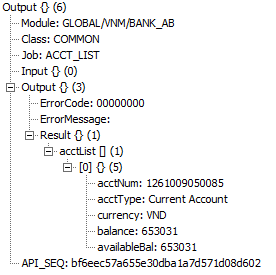 Output {} (6)
Module: GLOBAL/VNM/BANK_AB
Class: COMMON
Job: ACCT_LIST
Input {} (0)
Output {} (3)
ErrorCode: 00000000
ErrorMessage:
Result {} (1)
acctList [] (1)
[0] {} (5)
acctNum: 1261009050085
acctType: Current Account
currency: VND
balance: 653031
availableBal: 653031
API_SEQ: bf6eec57a655e30dba1a7d571d08d602